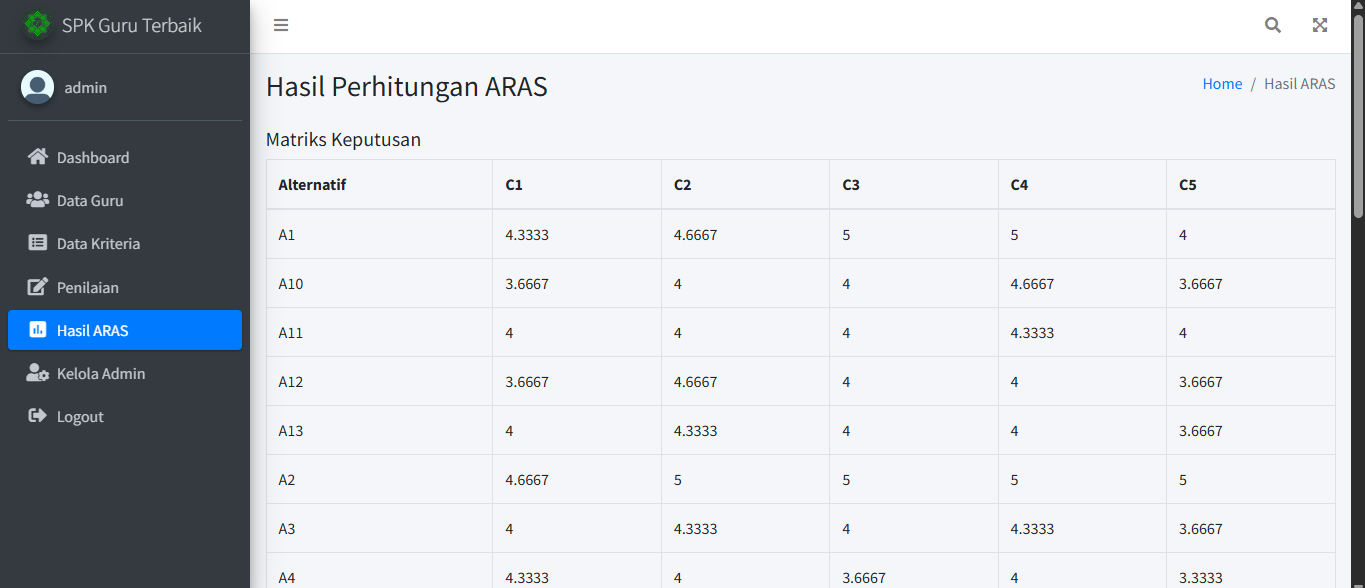 SPK Guru Terbaik
admin
Dashboard
Data Guru
Data Kriteria
Penilaian
Hasil ARAS
Kelola Admin
Logout
Hasil Perhitungan ARAS
Home / Hasil ARAS
Matriks Keputusan
Alternatif C1 C2 C3 C4 C5
A1 4.3333 4.6667 5 5 4
A10 3.6667 4 4 4.6667 3.6667
A11 4 4 4 4.3333 4
A12 3.6667 4.6667 4 4 3.6667
A13 4 4.3333 4 4 3.6667
A2 4.6667 5 5 5 5
A3 4 4.3333 4 4.3333 3.6667
A4 4.3333 4 3.6667 4 3.3333